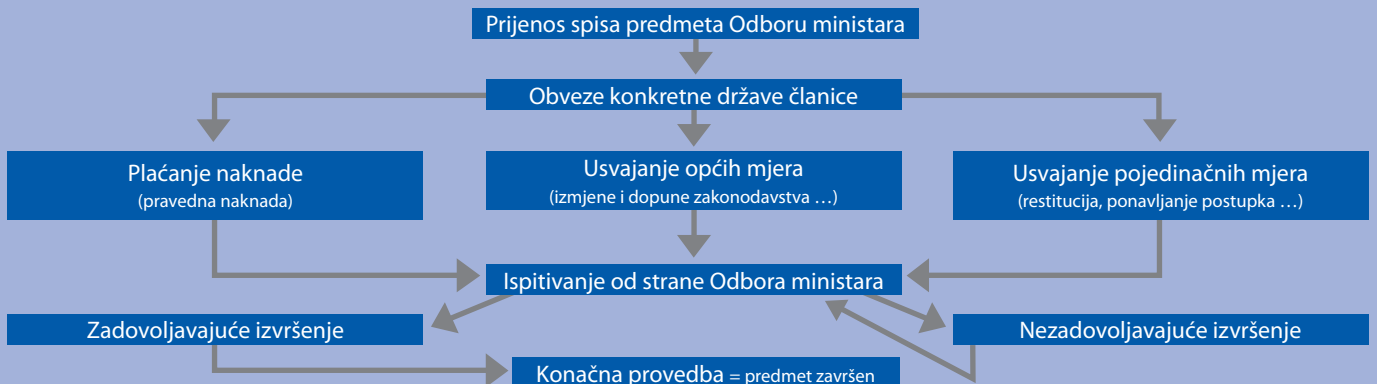 Prijenos spisa predmeta Odboru ministara
Obveze konkretne države članice
Plaćanje naknade
(pravedna naknada)
Usvajanje općih mjera
(izmjene i dopune zakonodavstva …)
Usvajanje pojedinačnih mjera
(restitucija, ponavljanje postupka …)
Ispitivanje od strane Odbora ministara
Zadovoljavajuće izvršenje
Nezadovoljavajuće izvršenje
Konačna provedba = predmet završen